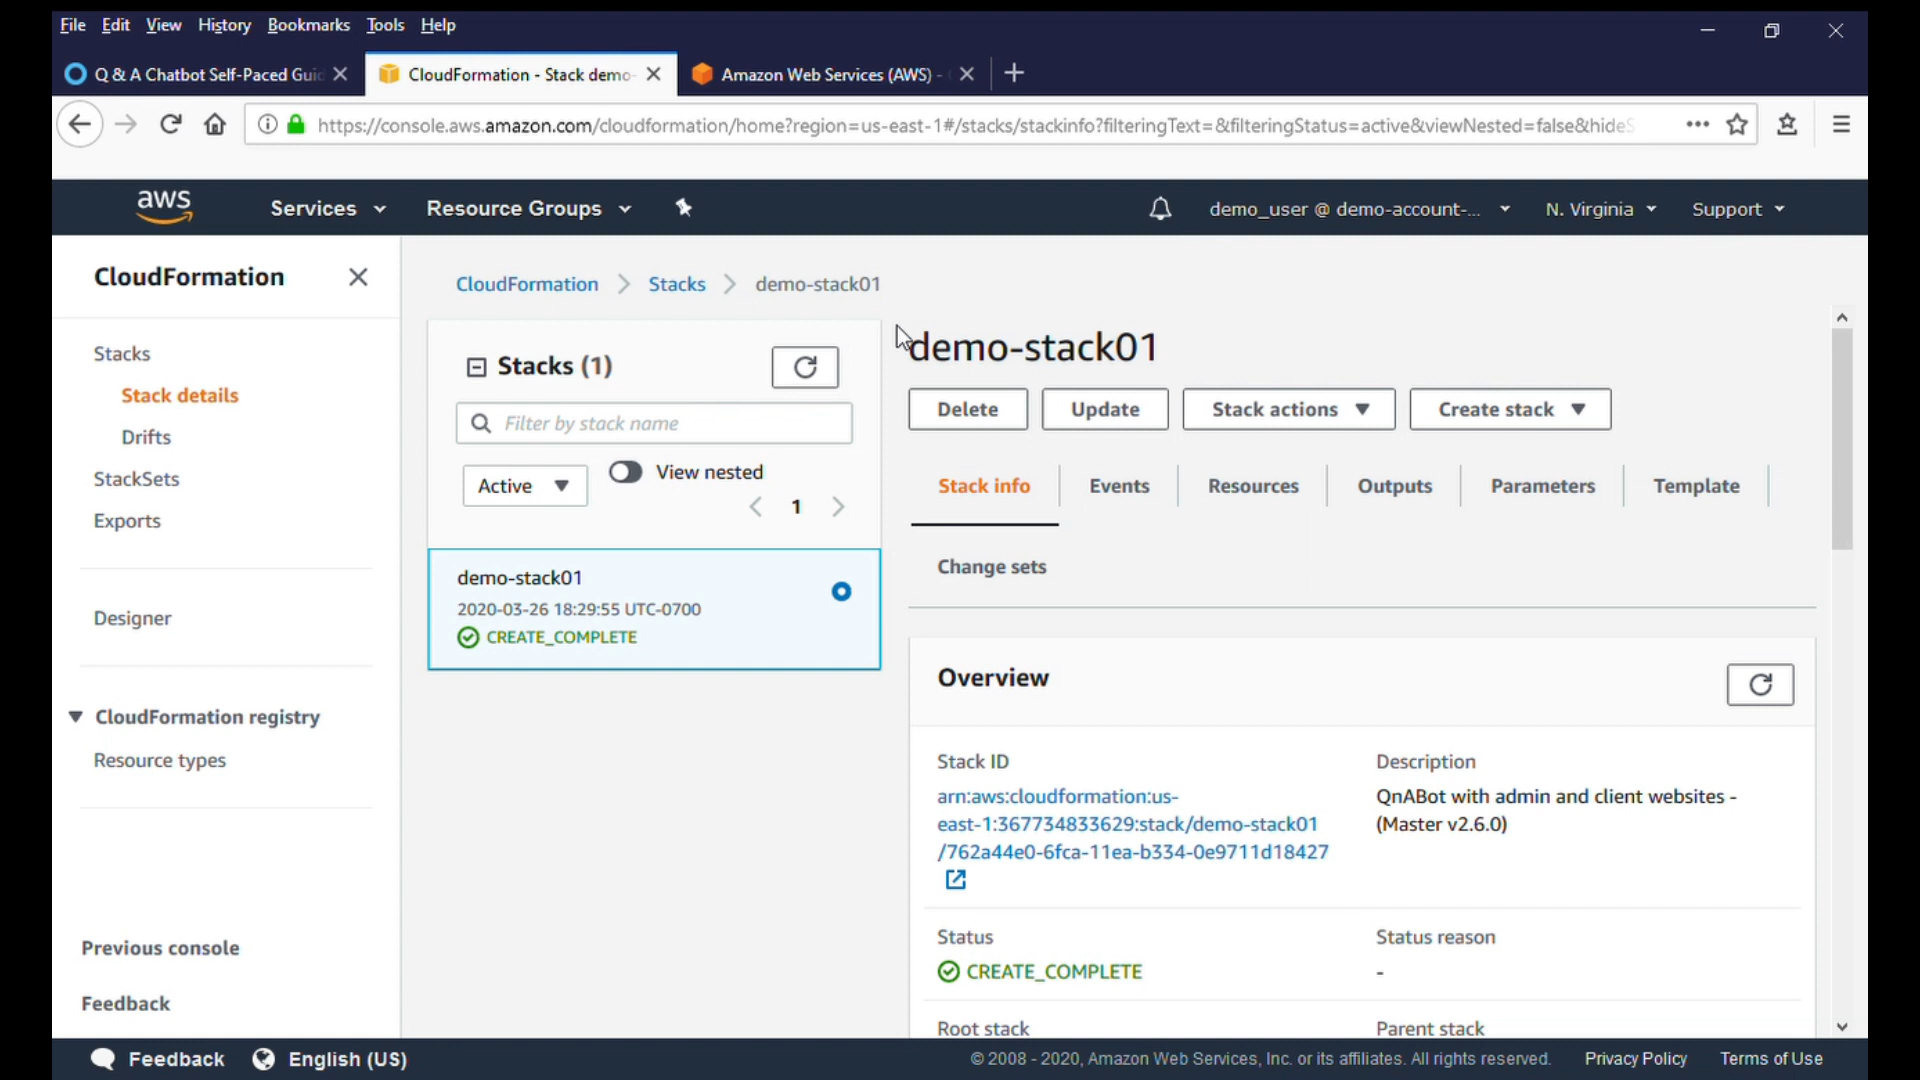 File Edit View History Bookmarks Tools Help
Q & A Chatbot Self-Paced Guid
CloudFormation - Stack demo-
Amazon Web Services (AWS) -
https://console.aws.amazon.com/cloudformation/home?region=us-east-1#/stacks/stackinfo?filteringText=&filteringStatus=active&viewNested=false&hideS
aws Services Resource Groups demo_user @ demo-account-... N. Virginia Support
CloudFormation
Stacks
Stack details
Drifts
StackSets
Exports
Designer
CloudFormation registry
Resource types
Previous console
Feedback
CloudFormation Stacks demo-stack01
Stacks (1)
Filter by stack name
Active
View nested
1
demo-stack01
2020-03-26 18:29:55 UTC-0700
CREATE_COMPLETE
demo-stack01
Delete Update Stack actions Create stack
Stack info Events Resources Outputs Parameters Template
Change sets
Overview
Stack ID
arn:aws:cloudformation:us-
east-1:367734833629:stack/demo-stack01
/762a44e0-6fca-11ea-b334-0e9711d18427
Description
QnABot with admin and client websites -
(Master v2.6.0)
Status
CREATE_COMPLETE
Status reason
-
Root stack
Parent stack
Feedback English (US) © 2008 - 2020, Amazon Web Services, Inc. or its affiliates. All rights reserved. Privacy Policy Terms of Use